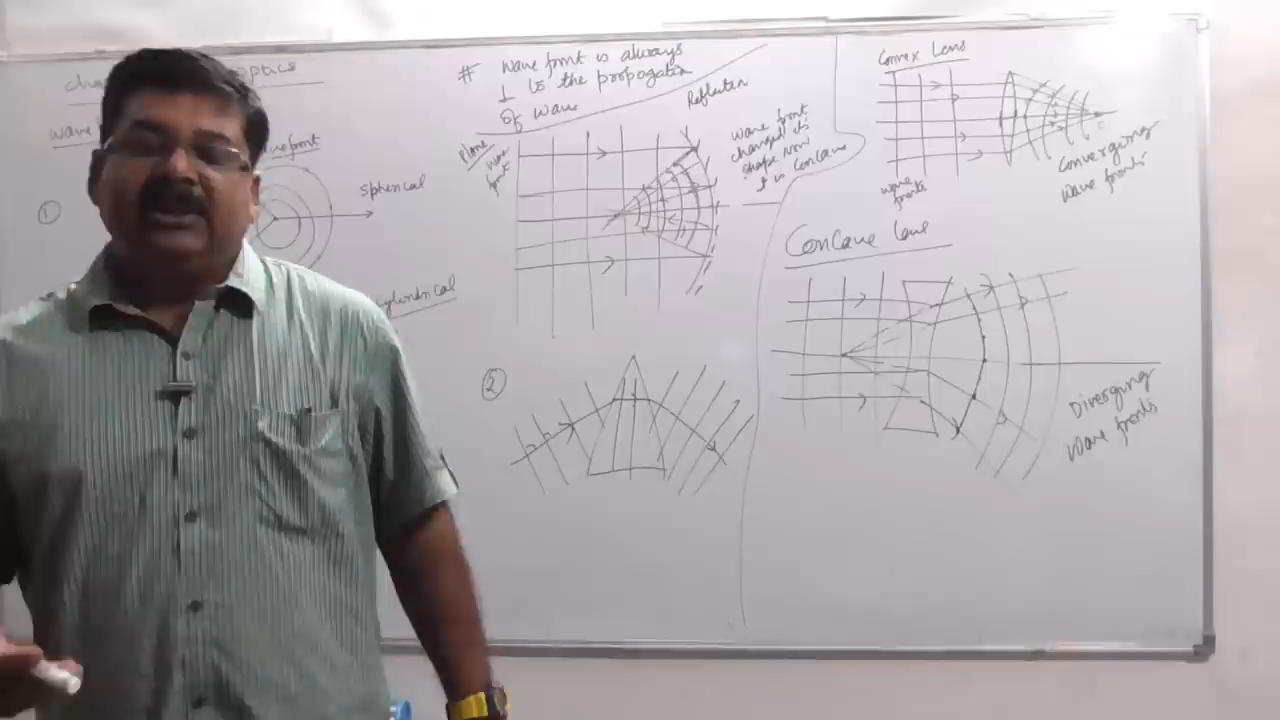 optics
wave
① 
spherical
cylindrical
# wave front is always
⊥ to the propogation
of wave
Reflection
Plane
wave
front
wave front
changed its
shape now
it is concave
②
Convex Lens
wave
fronts
Converging
wave fronts
Concave Lens
Diverging
wave fronts